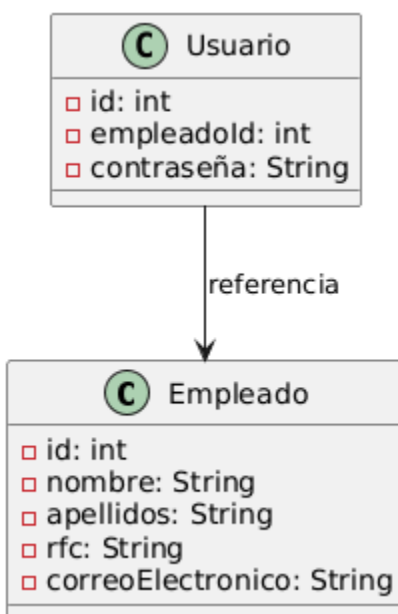 C Usuario
id: int
empleadoId: int
contraseña: String
referencia
C Empleado
id: int
nombre: String
apellidos: String
rfc: String
correoElectronico: String